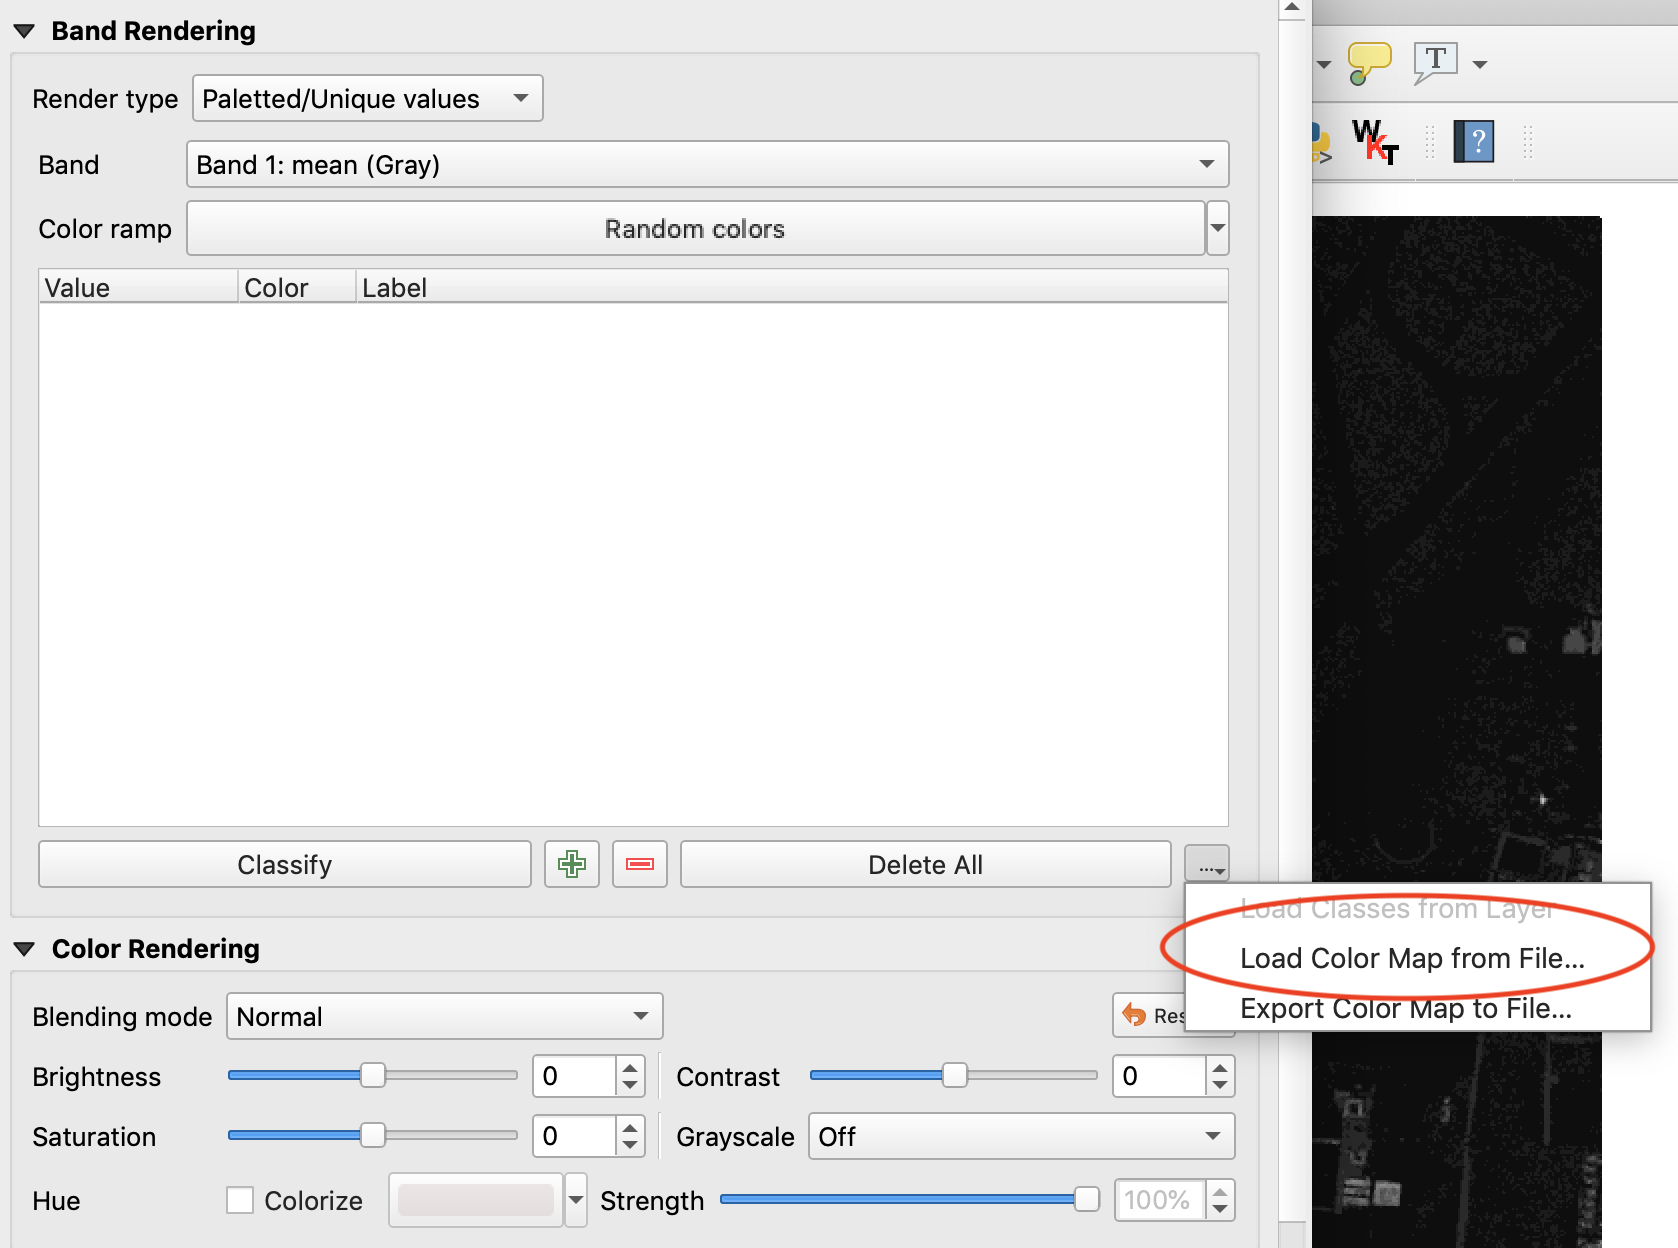 Band Rendering
Render type Paletted/Unique values
T
Band Band 1: mean (Gray)
WKT ?
Color ramp Random colors
Value Color Label
Classify Delete All ...
Load Classes from Layer
Color Rendering
Load Color Map from File...
Blending mode Normal
Export Color Map to File...
Brightness 0 Contrast 0
Saturation 0 Grayscale Off
Hue Colorize Strength 100%